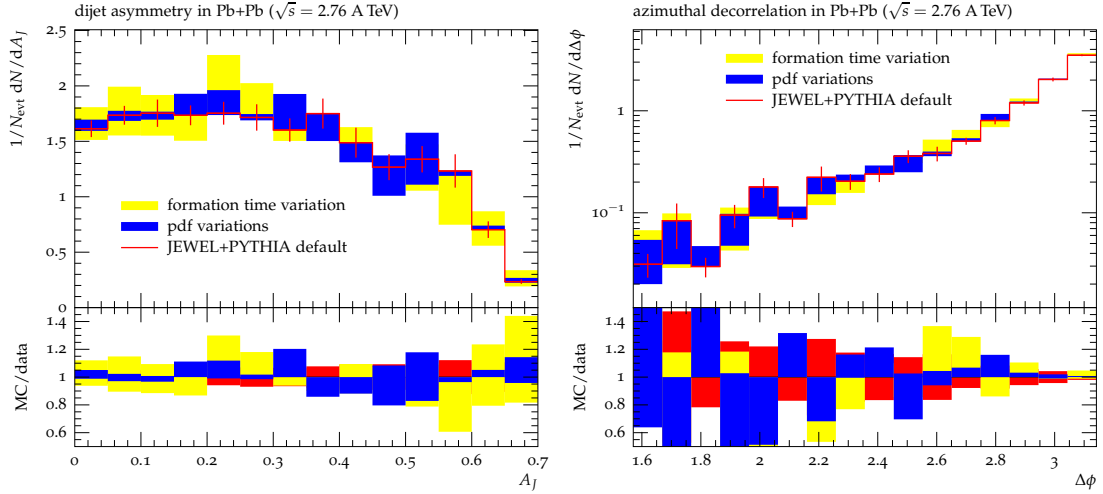 dijet asymmetry in Pb+Pb (√s = 2.76 A TeV)
1/N_evt dN/dA_J
2.5
2
1.5
1
0.5
0
formation time variation
pdf variations
JEWEL+PYTHIA default
MC/data
1.4
1.2
1
0.8
0.6
0 0.1 0.2 0.3 0.4 0.5 0.6 0.7
A_J
azimuthal decorrelation in Pb+Pb (√s = 2.76 A TeV)
1/N_evt dN/dΔϕ
1
10⁻¹
formation time variation
pdf variations
JEWEL+PYTHIA default
MC/data
1.4
1.2
1
0.8
0.6
1.6 1.8 2 2.2 2.4 2.6 2.8 3
Δϕ